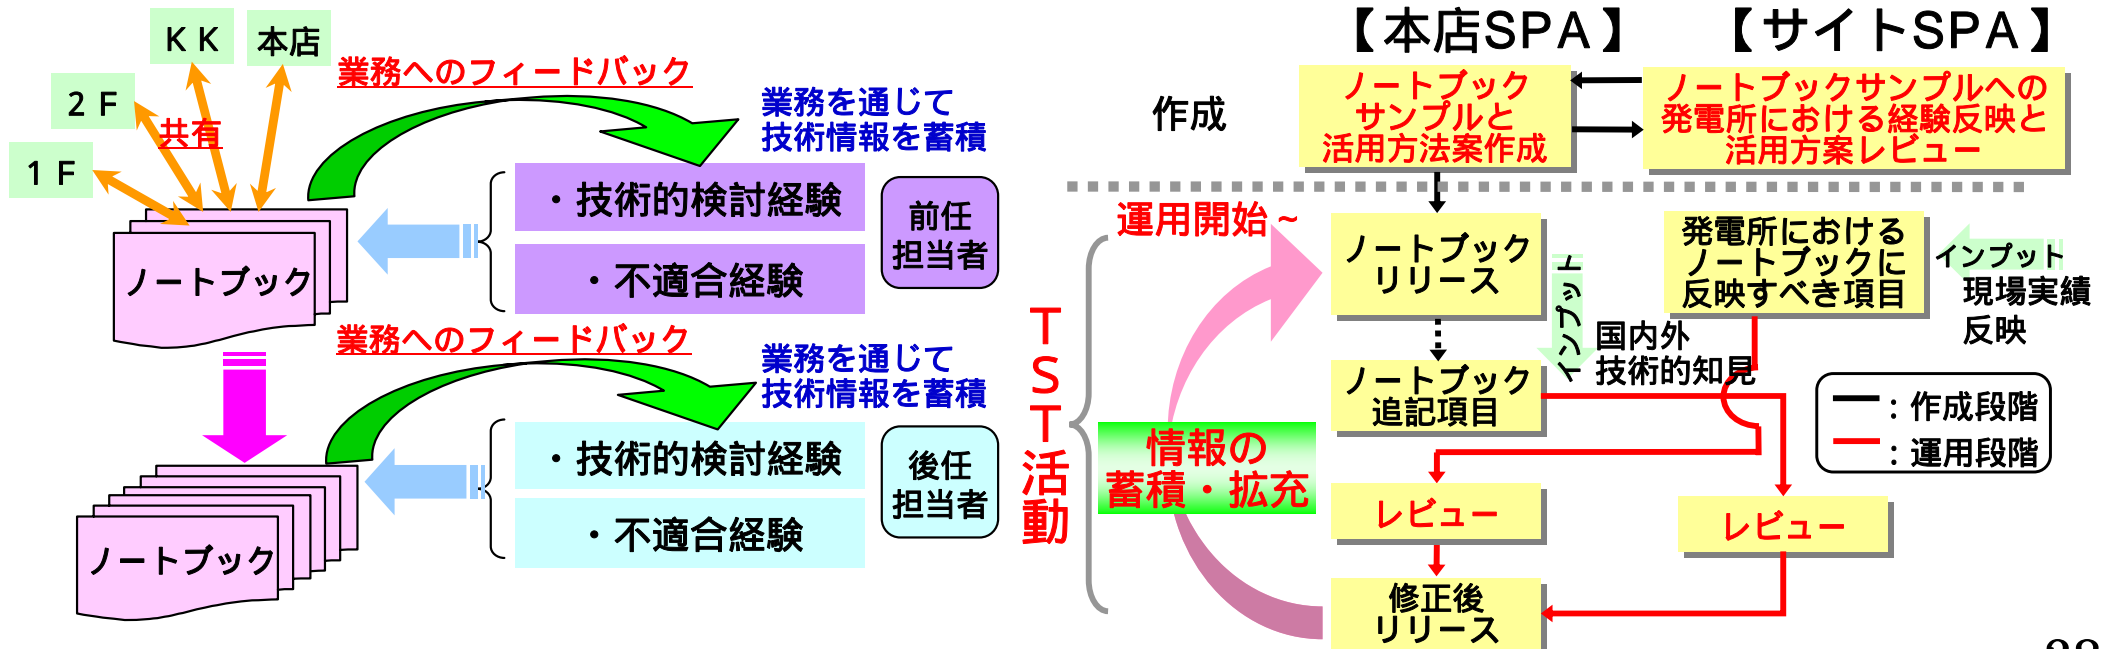 KK
本店
2F
1F
共有
業務へのフィードバック
業務を通じて
技術情報を蓄積
・技術的検討経験
・不適合経験
前任
担当者
ノートブック
業務へのフィードバック
業務を通じて
技術情報を蓄積
・技術的検討経験
・不適合経験
後任
担当者
ノートブック
【本店SPA】
【サイトSPA】
作成
ノートブック
サンプルと
活用方法案作成
ノートブックサンプルへの
発電所における経験反映と
活用方案レビュー
運用開始~
TST活動
ノートブック
リリース
インプット
国内外
技術的知見
発電所における
ノートブックに
反映すべき項目
インプット
現場実績
反映
ノートブック
追記項目
情報の
蓄積・拡充
:作成段階
:運用段階
レビュー
レビュー
修正後
リリース